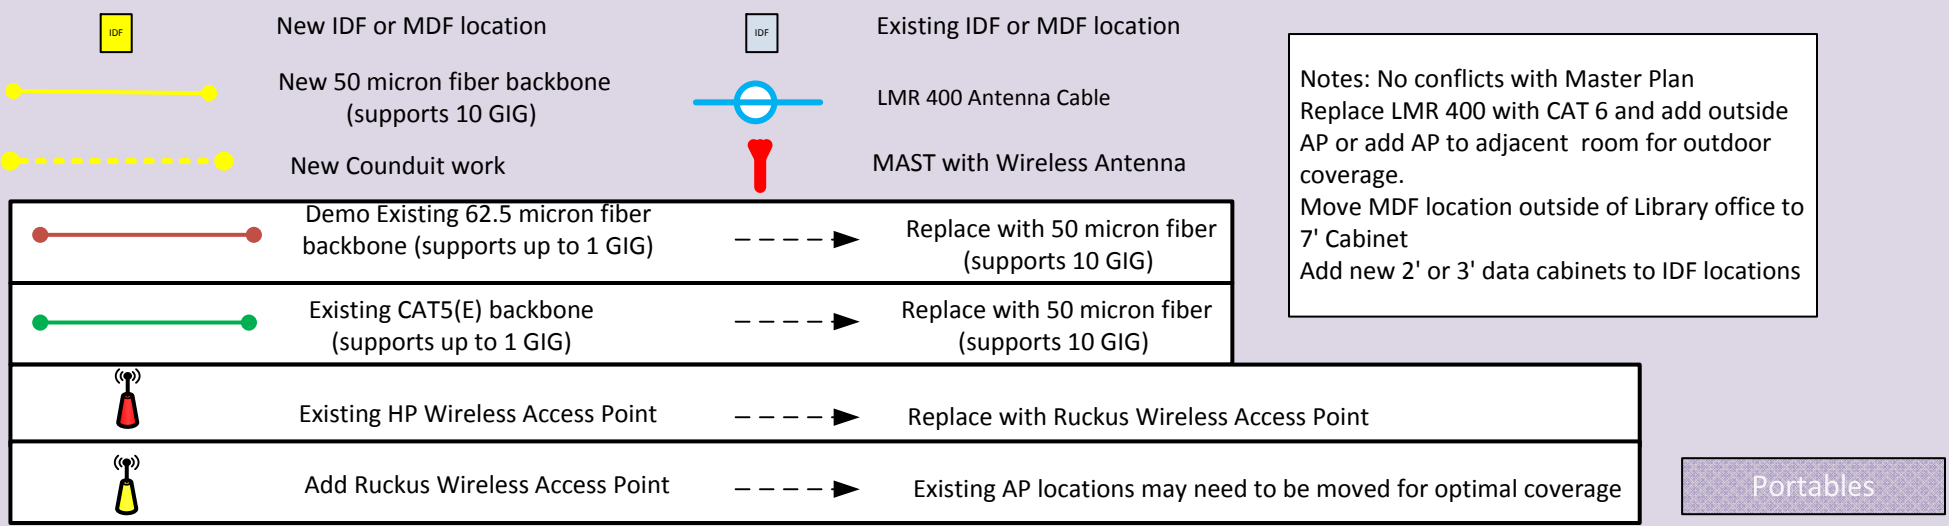 IDF
New IDF or MDF location
IDF
Existing IDF or MDF location
New 50 micron fiber backbone
(supports 10 GIG)
LMR 400 Antenna Cable
New Counduit work
MAST with Wireless Antenna
Notes: No conflicts with Master Plan
Replace LMR 400 with CAT 6 and add outside
AP or add AP to adjacent room for outdoor
coverage.
Move MDF location outside of Library office to
7' Cabinet
Add new 2' or 3' data cabinets to IDF locations
Demo Existing 62.5 micron fiber
backbone (supports up to 1 GIG)
Replace with 50 micron fiber
(supports 10 GIG)
Existing CAT5(E) backbone
(supports up to 1 GIG)
Replace with 50 micron fiber
(supports 10 GIG)
Existing HP Wireless Access Point
Replace with Ruckus Wireless Access Point
Add Ruckus Wireless Access Point
Existing AP locations may need to be moved for optimal coverage
Portables